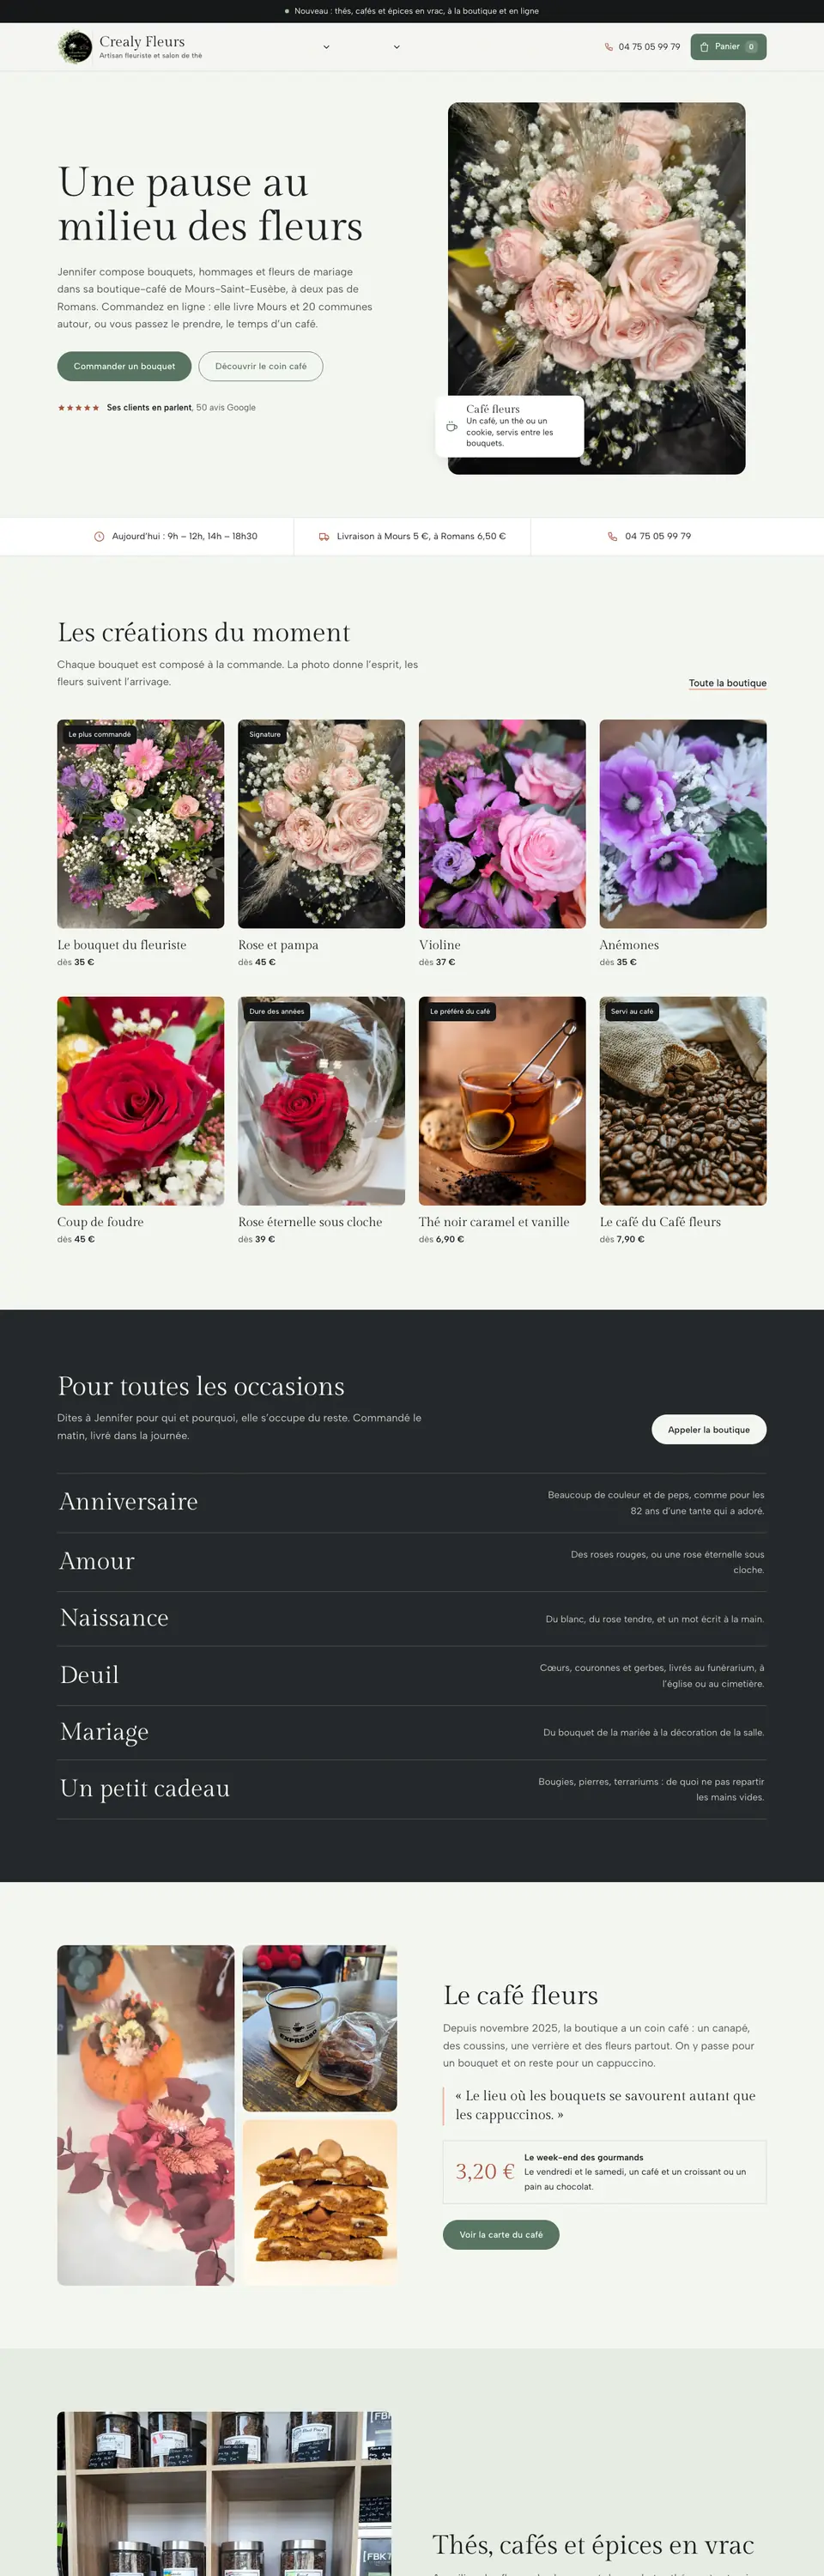 Nouveau : thés, cafés et épices en vrac, à la boutique et en ligne
Crealy Fleurs
Artisan fleuriste et salon de thé
04 75 05 99 79
Panier 0
Une pause au
milieu des fleurs
Jennifer compose bouquets, hommages et fleurs de mariage
dans sa boutique-café de Mours-Saint-Eusèbe, à deux pas de
Romans. Commandez en ligne : elle livre Mours et 20 communes
autour, ou vous passez le prendre, le temps d'un café.
Commander un bouquet
Découvrir le coin café
Ses clients en parlent, 50 avis Google
Café fleurs
Un café, un thé ou un
cookie, servis entre les
bouquets.
Aujourd'hui : 9h – 12h, 14h – 18h30
Livraison à Mours 5 €, à Romans 6,50 €
04 75 05 99 79
Les créations du moment
Chaque bouquet est composé à la commande. La photo donne l'esprit, les
fleurs suivent l'arrivage.
Toute la boutique
Le plus commandé
Signature
Le bouquet du fleuriste
dès 35 €
Rose et pampa
dès 45 €
Violine
dès 37 €
Anémones
dès 35 €
Dure des années
Le préféré du café
Servi au café
Coup de foudre
dès 45 €
Rose éternelle sous cloche
dès 39 €
Thé noir caramel et vanille
dès 6,90 €
Le café du Café fleurs
dès 7,90 €
Pour toutes les occasions
Dites à Jennifer pour qui et pourquoi, elle s'occupe du reste. Commandé le
matin, livré dans la journée.
Appeler la boutique
Anniversaire
Beaucoup de couleur et de peps, comme pour les
82 ans d'une tante qui a adoré.
Amour
Des roses rouges, ou une rose éternelle sous
cloche.
Naissance
Du blanc, du rose tendre, et un mot écrit à la main.
Deuil
Cœurs, couronnes et gerbes, livrés au funérarium, à
l'église ou au cimetière.
Mariage
Du bouquet de la mariée à la décoration de la salle.
Un petit cadeau
Bougies, pierres, terrariums : de quoi ne pas repartir
les mains vides.
EXPRESSO
Le café fleurs
Depuis novembre 2025, la boutique a un coin café : un canapé,
des coussins, une verrière et des fleurs partout. On y passe pour
un bouquet et on reste pour un cappuccino.
« Le lieu où les bouquets se savourent autant que
les cappuccinos. »
3,20 €
Le week-end des gourmands
Le vendredi et le samedi, un café et un croissant ou un
pain au chocolat.
Voir la carte du café
Thés, cafés et épices en vrac